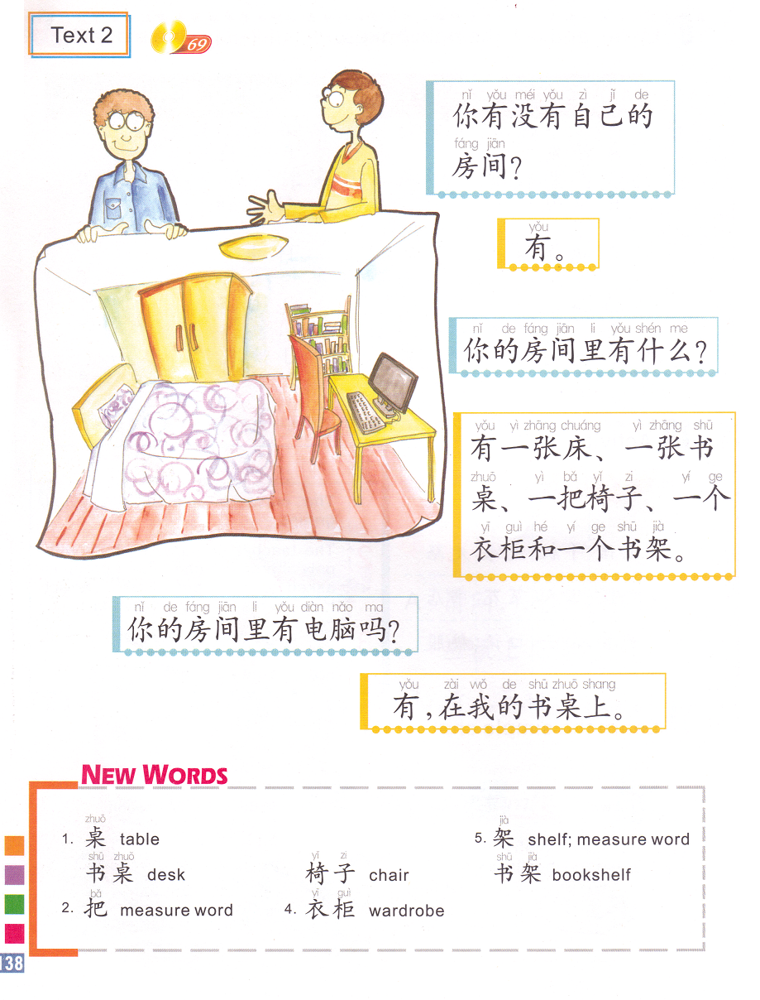 Text 2
69
nǐ yǒu méi yǒu zì jǐ de
你有没有自己的
fáng jiān
房间？
yǒu
有。
nǐ de fáng jiān li yǒu shén me
你的房间里有什么？
yǒu yì zhāng chuáng yì zhāng shū
有一张床、一张书
zhuō yì bǎ yǐ zi yí ge
桌、一把椅子、一个
yī guì hé yí ge shū jià
衣柜和一个书架。
nǐ de fáng jiān li yǒu diàn nǎo ma
你的房间里有电脑吗？
yǒu zài wǒ de shū zhuō shang
有，在我的书桌上。
NEW WORDS
zhuō
1. 桌 table
shū zhuō
书桌 desk
bǎ
2. 把 measure word
yǐ zi
椅子 chair
yī guì
4. 衣柜 wardrobe
jià
5. 架 shelf; measure word
shū jià
书架 bookshelf
138